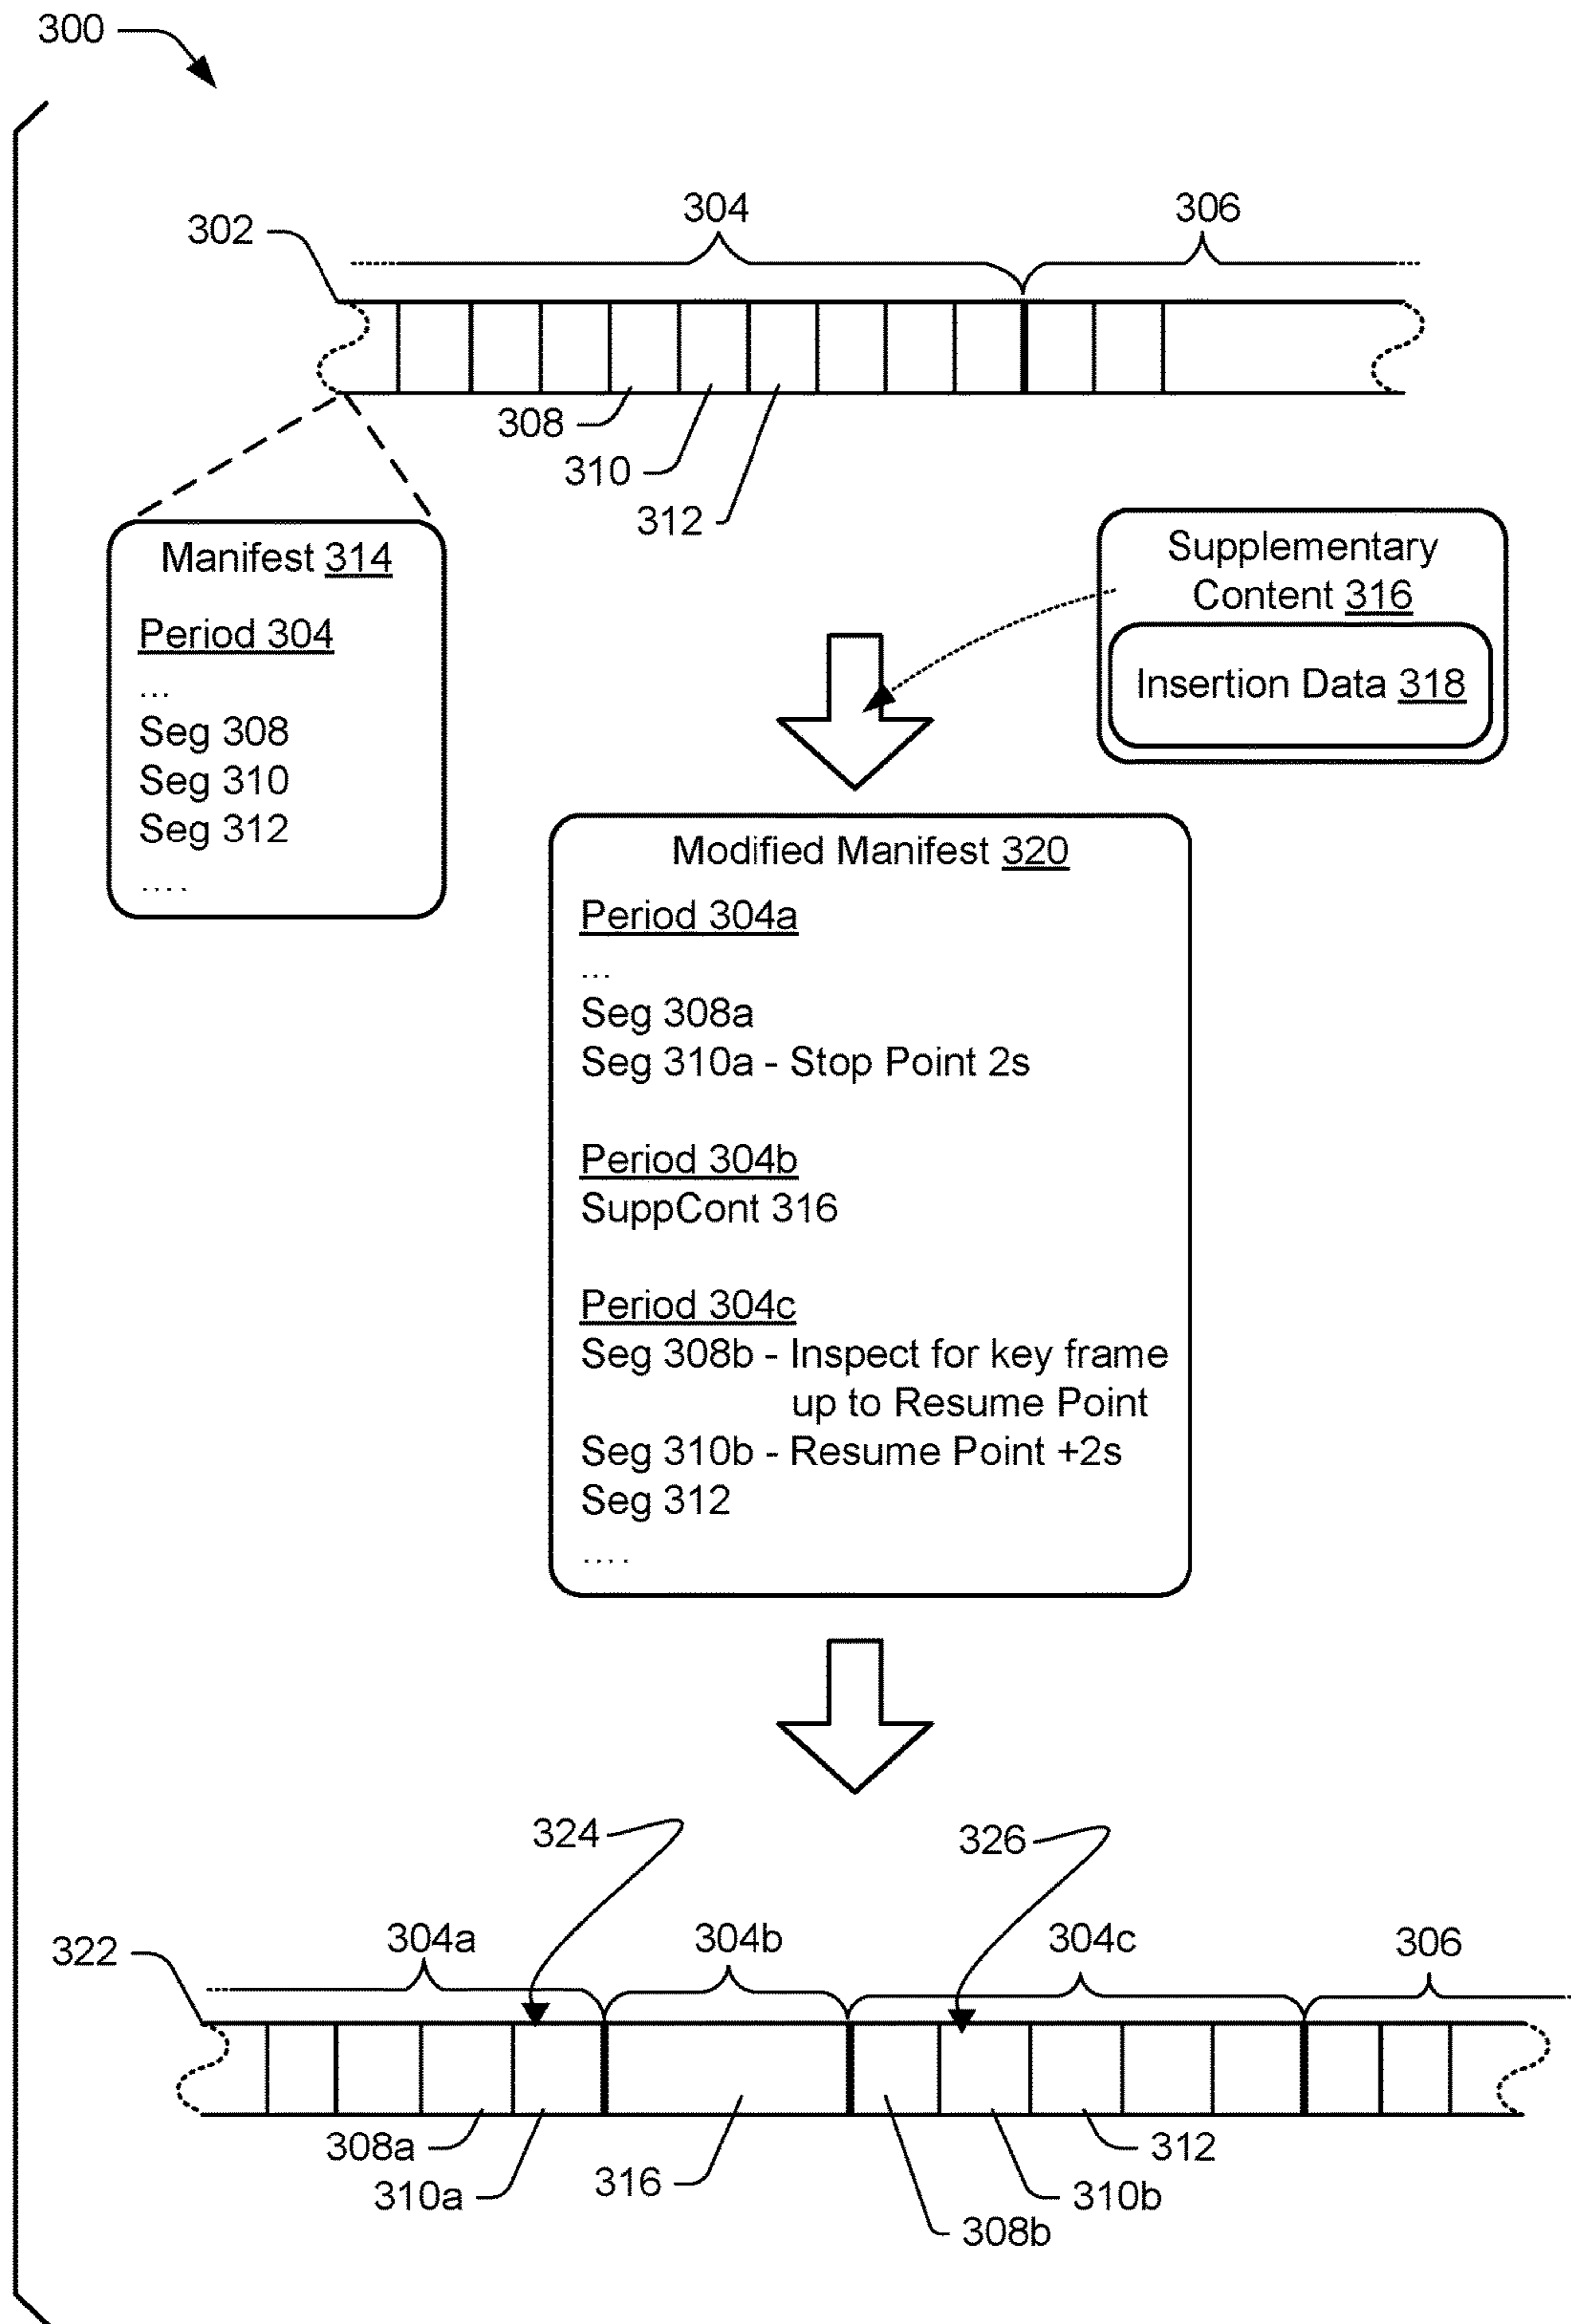 300
304
306
302
308
310
312
Manifest 314
Period 304
...
Seg 308
Seg 310
Seg 312
....
Supplementary
Content 316
Insertion Data 318
Modified Manifest 320
Period 304a
...
Seg 308a
Seg 310a - Stop Point 2s
Period 304b
SuppCont 316
Period 304c
Seg 308b - Inspect for key frame
up to Resume Point
Seg 310b - Resume Point +2s
Seg 312
....
324
326
322
304a
304b
304c
306
308a
310a
316
312
310b
308b